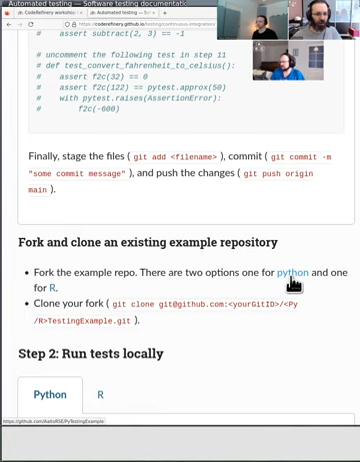 Automated testing — Software testing documentatio
CodeRefinery worksho
Automated testing —
https://coderefinery.github.io/testing/continuous-integration/
#    assert subtract(2, 3) == -1
# uncomment the following test in step 11
# def test_convert_fahrenheit_to_celsius():
#    assert f2c(32) == 0
#    assert f2c(122) == pytest.approx(50)
#    with pytest.raises(AssertionError):
#        f2c(-600)
Finally, stage the files ( git add <filename> ), commit ( git commit -m
"some commit message" ), and push the changes ( git push origin
main ).
Fork and clone an existing example repository
• Fork the example repo. There are two options one for python and one
for R.
• Clone your fork ( git clone git@github.com:<yourGitID>/<Py
/R>TestingExample.git ).
Step 2: Run tests locally
Python R
https://github.com/AaltoRSE/PyTestingExample